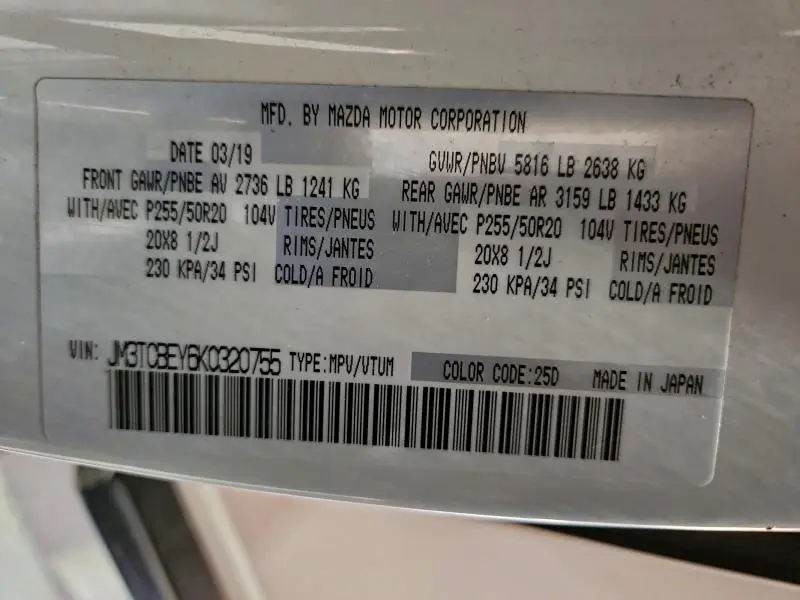 MFD. BY MAZDA MOTOR CORPORATION
DATE 03/19 GVWR/PNBV 5816 LB 2638 KG
FRONT GAWR/PNBE AV 2736 LB 1241 KG REAR GAWR/PNBE AR 3159 LB 1433 KG
WITH/AVEC P255/50R20 104V TIRES/PNEUS WITH/AVEC P255/50R20 104V TIRES/PNEUS
20X8 1/2J RIMS/JANTES 20X8 1/2J RIMS/JANTES
230 KPA/34 PSI COLD/A FROID 230 KPA/34 PSI COLD/A FROID
VIN: JM3TCBEY6K0320755 TYPE:MPV/VTUM COLOR CODE:25D MADE IN JAPAN